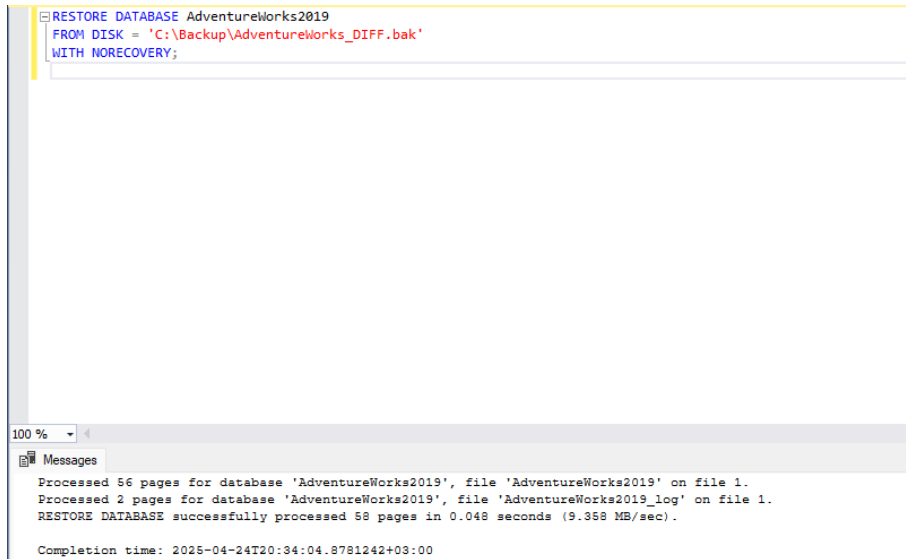 RESTORE DATABASE AdventureWorks2019
FROM DISK = 'C:\Backup\AdventureWorks_DIFF.bak'
WITH NORECOVERY;
100 %
Messages
Processed 56 pages for database 'AdventureWorks2019', file 'AdventureWorks2019' on file 1.
Processed 2 pages for database 'AdventureWorks2019', file 'AdventureWorks2019_log' on file 1.
RESTORE DATABASE successfully processed 58 pages in 0.048 seconds (9.358 MB/sec).
Completion time: 2025-04-24T20:34:04.8781242+03:00